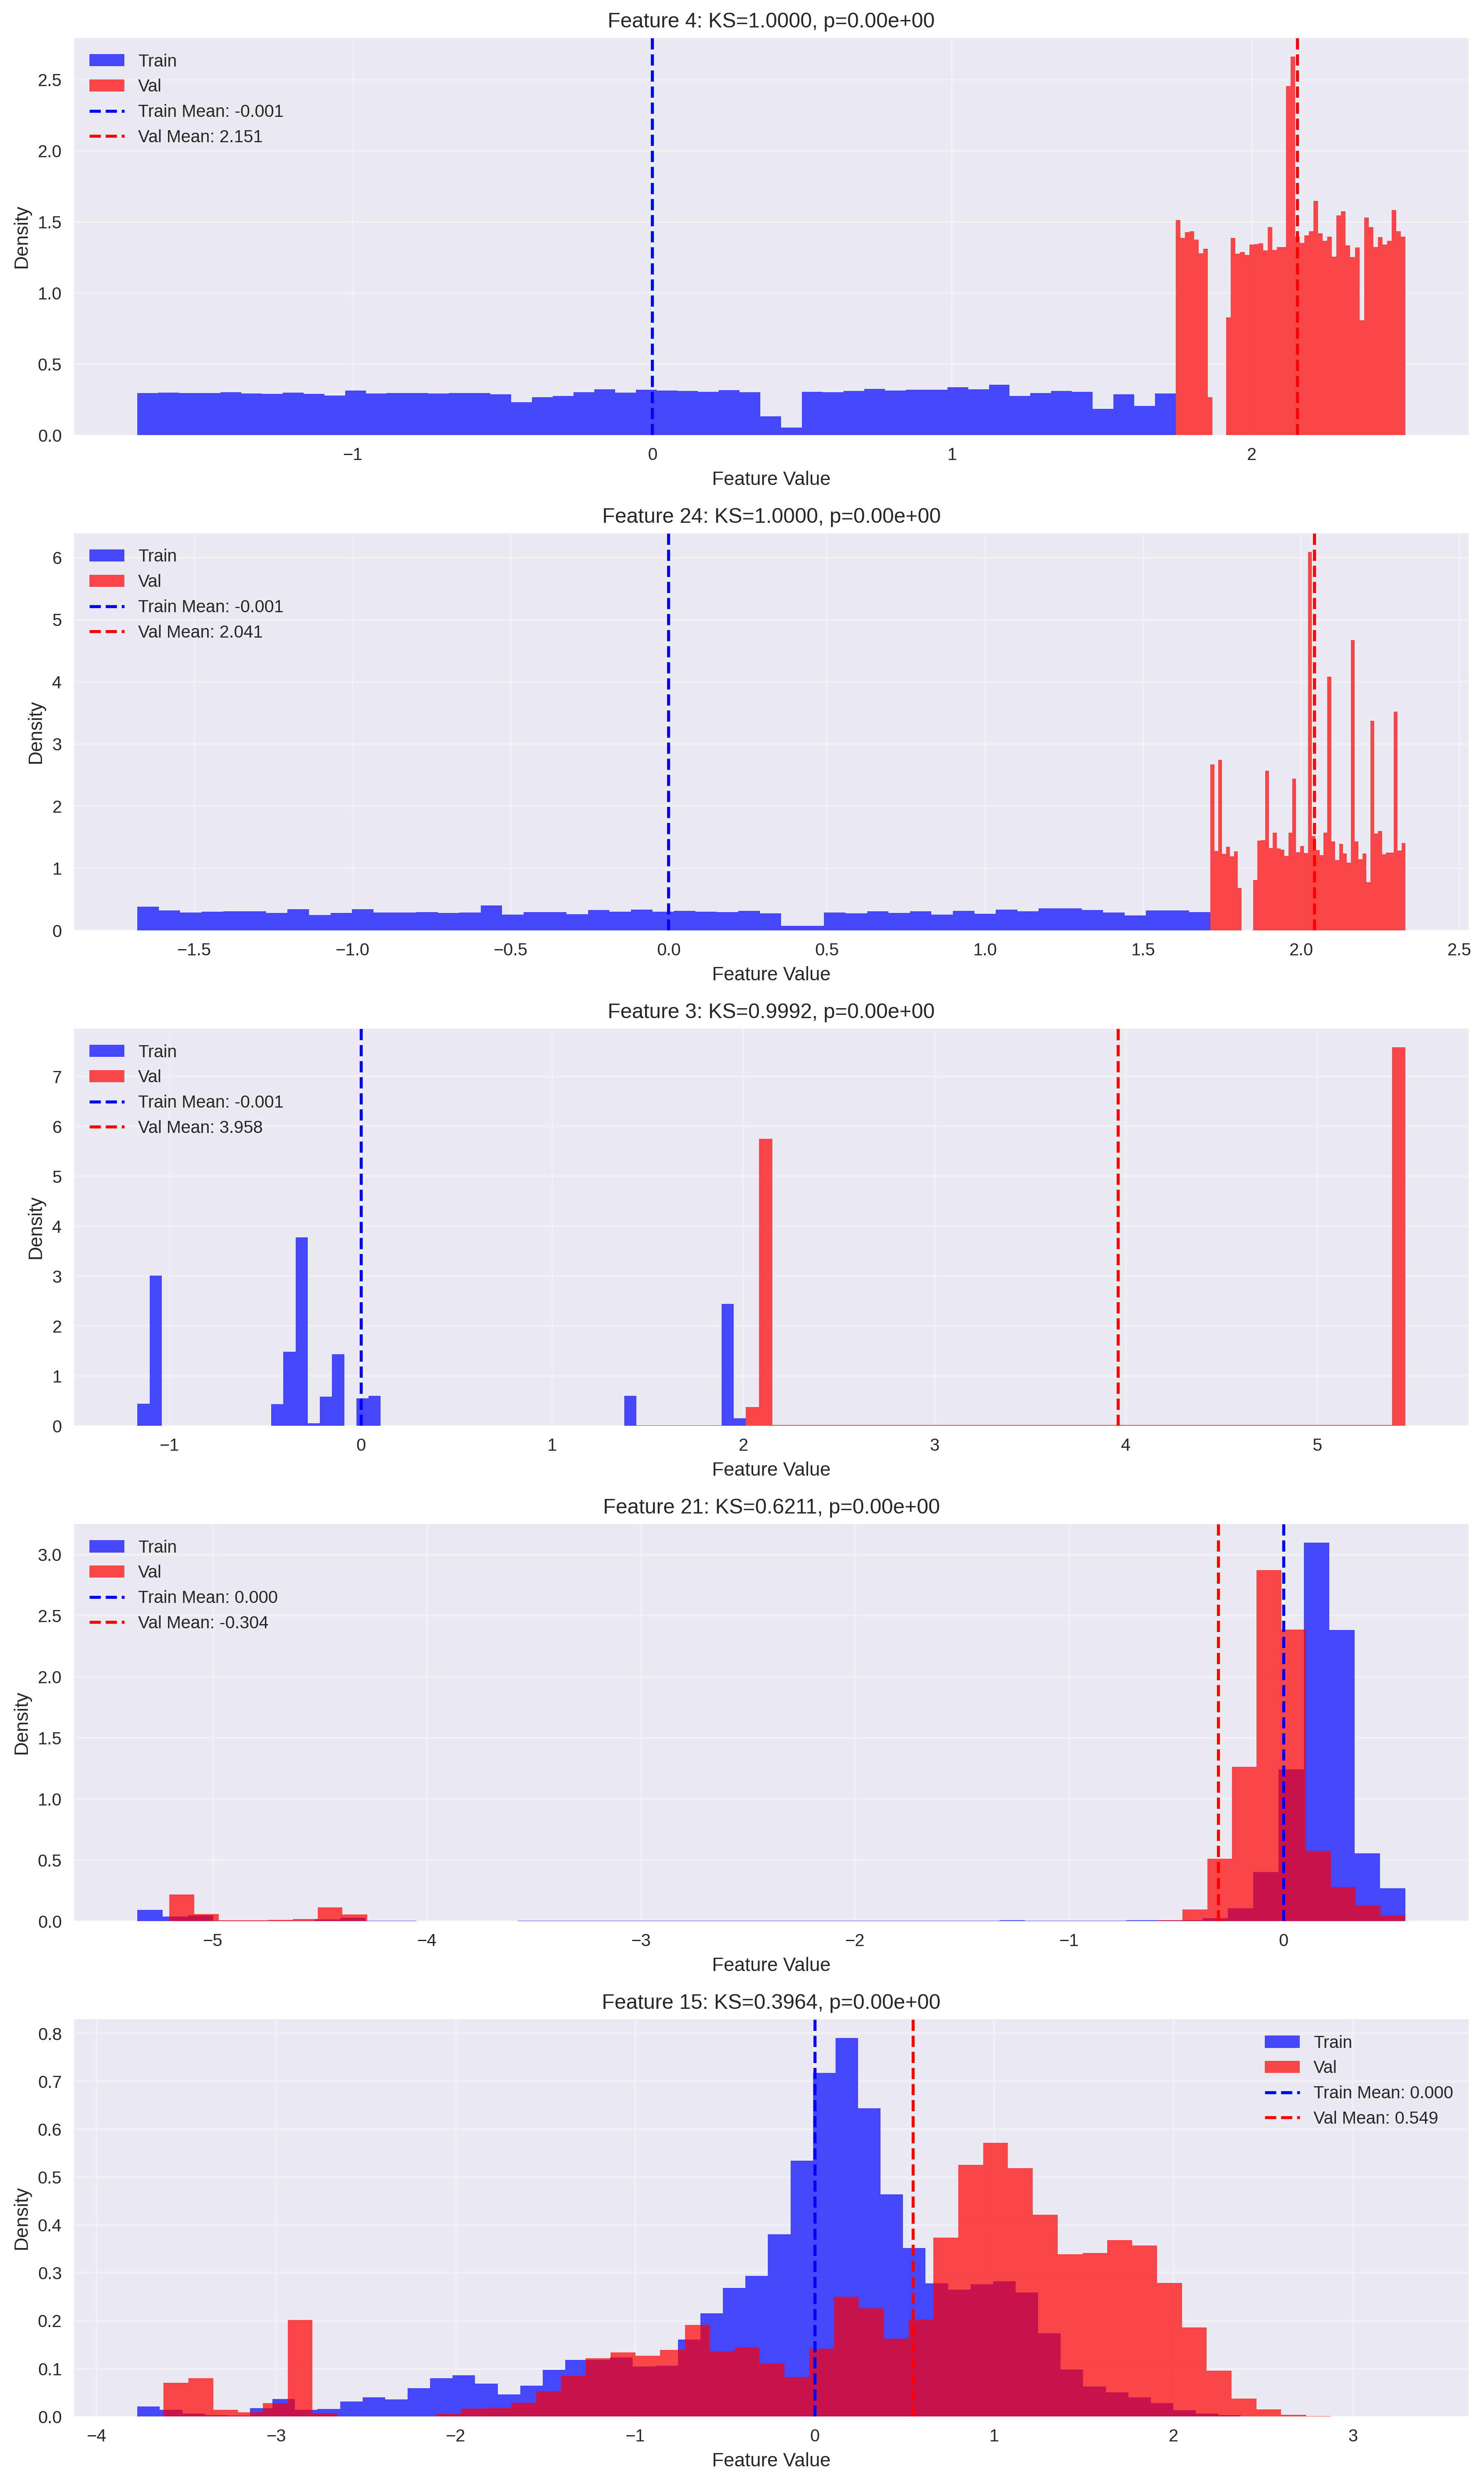 Feature 4: KS=1.0000, p=0.00e+00
Train
Val
Train Mean: -0.001
Val Mean: 2.151
Density
2.5
2.0
1.5
1.0
0.5
0.0
−1 0 1 2
Feature Value
Feature 24: KS=1.0000, p=0.00e+00
Train
Val
Train Mean: -0.001
Val Mean: 2.041
Density
6
5
4
3
2
1
0
−1.5 −1.0 −0.5 0.0 0.5 1.0 1.5 2.0 2.5
Feature Value
Feature 3: KS=0.9992, p=0.00e+00
Train
Val
Train Mean: -0.001
Val Mean: 3.958
Density
7
6
5
4
3
2
1
0
−1 0 1 2 3 4 5
Feature Value
Feature 21: KS=0.6211, p=0.00e+00
Train
Val
Train Mean: 0.000
Val Mean: -0.304
Density
3.0
2.5
2.0
1.5
1.0
0.5
0.0
−5 −4 −3 −2 −1 0
Feature Value
Feature 15: KS=0.3964, p=0.00e+00
Train
Val
Train Mean: 0.000
Val Mean: 0.549
Density
0.8
0.7
0.6
0.5
0.4
0.3
0.2
0.1
0.0
−4 −3 −2 −1 0 1 2 3
Feature Value